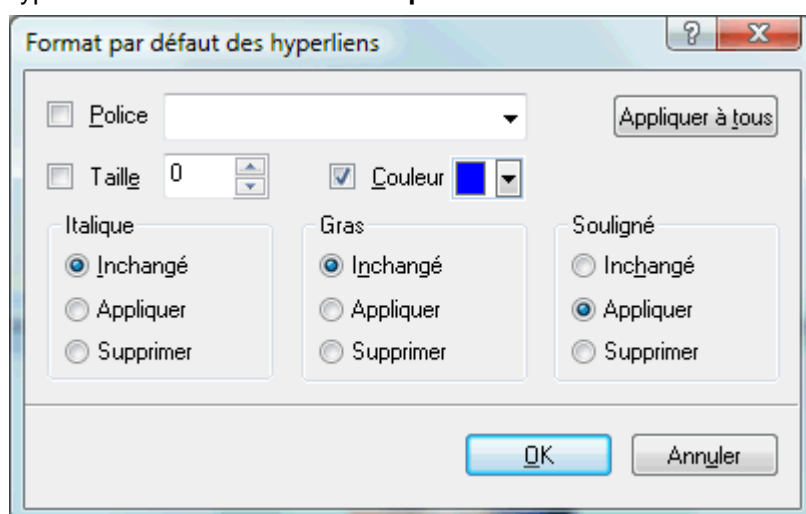 Format par défaut des hyperliens
Police
Appliquer à tous
Taille 0 Couleur
Italique Gras Souligné
Inchangé Inchangé Inchangé
Appliquer Appliquer Appliquer
Supprimer Supprimer Supprimer
OK Annuler